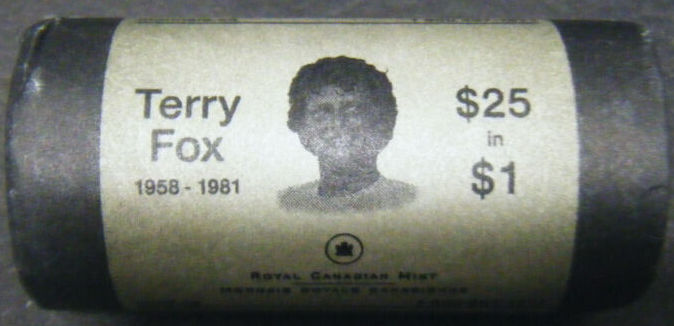 Terry
Fox
1958 - 1981
$25
in
$1
ROYAL CANADIAN MINT
MONNAIE ROYALE CANADIENNE